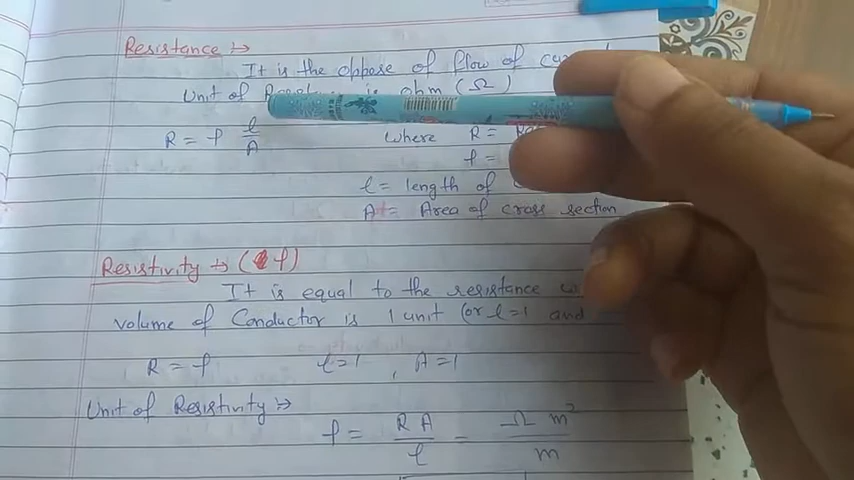 Resistance :→
It is the oppose of flow of
Unit of is ohm (Ω)
R = ρ l/A where R =
ρ =
l = length of
A = Area of cross section
Resistivity :→ (ρ)
It is equal to the resistance
volume of Conductor is 1 unit (or l=1 and
R = ρ l=1 , A=1
Unit of Resistivity :→
ρ = R A / l = Ω m² / m